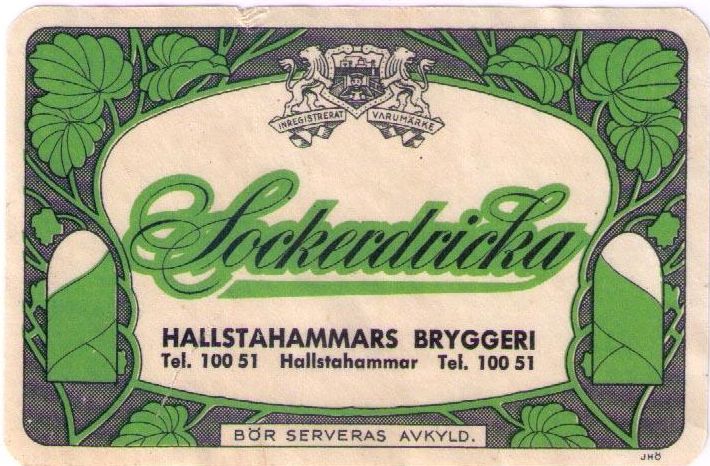 INREGISTRERAT VARUMÄRKE
Sockerdricka
HALLSTAHAMMARS BRYGGERI
Tel. 100 51 Hallstahammar Tel. 100 51
BÖR SERVERAS AVKYLD.
JHÖ